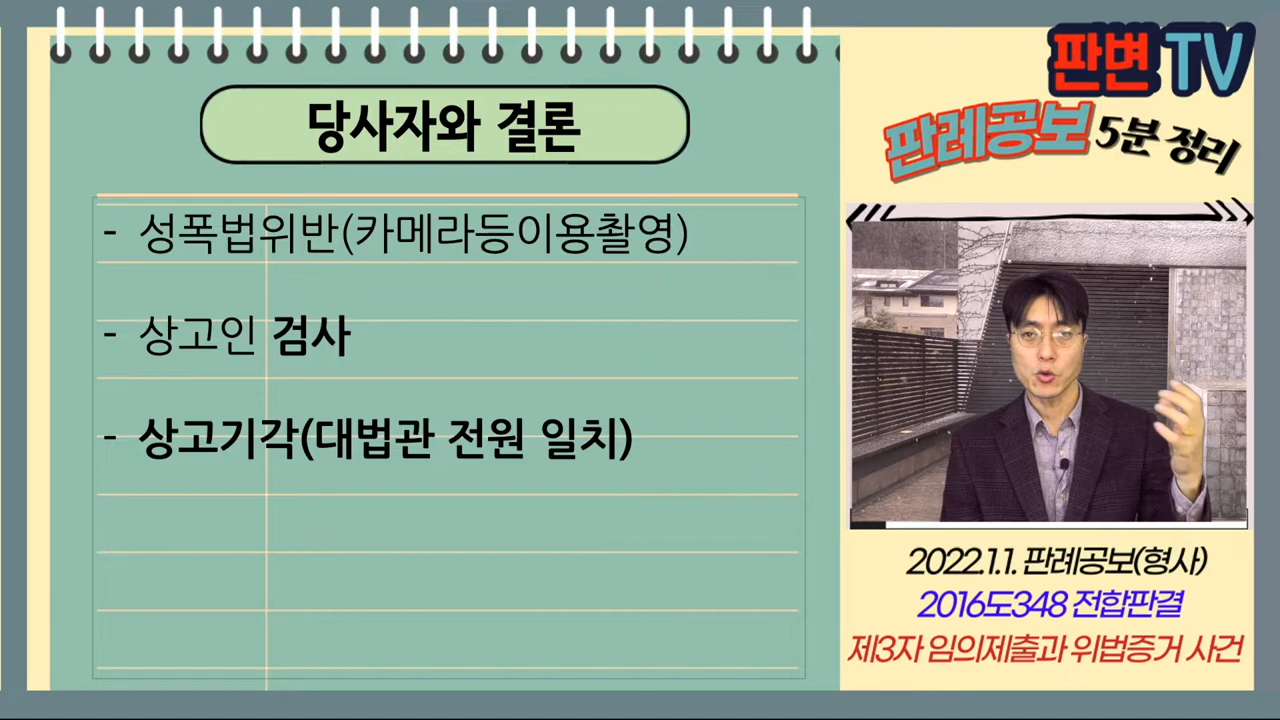 당사자와 결론
- 성폭법위반(카메라등이용촬영)
- 상고인 검사
- 상고기각(대법관 전원 일치)
판변 TV
판례공보 5분 정리
2022.1.1. 판례공보(형사)
2016도348 전합판결
제3자 임의제출과 위법증거 사건